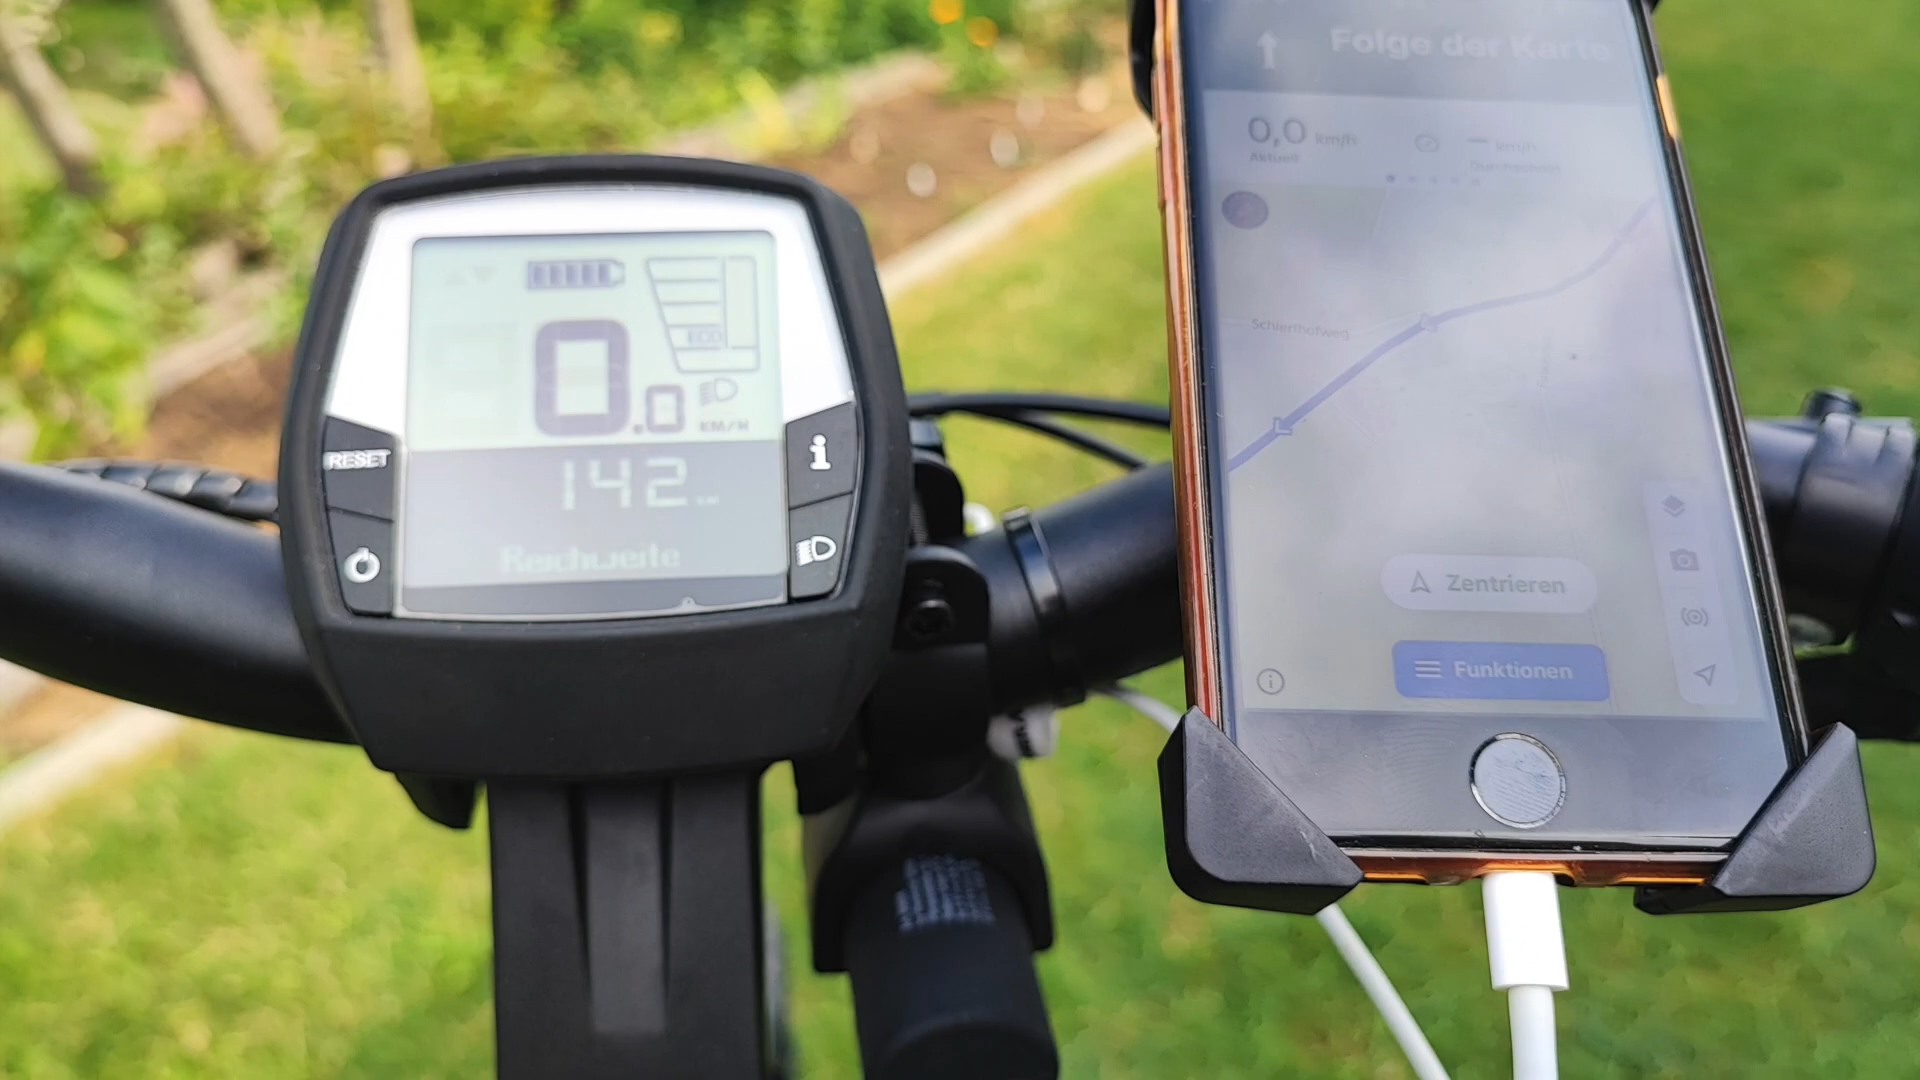 ECO
0.0
KM/H
RESET
142 km
Reichweite
i
Folge der Karte
0,0 km/h
Aktuell
– km/h
Durchschnitt
Schierlhofweg
Zentrieren
Funktionen